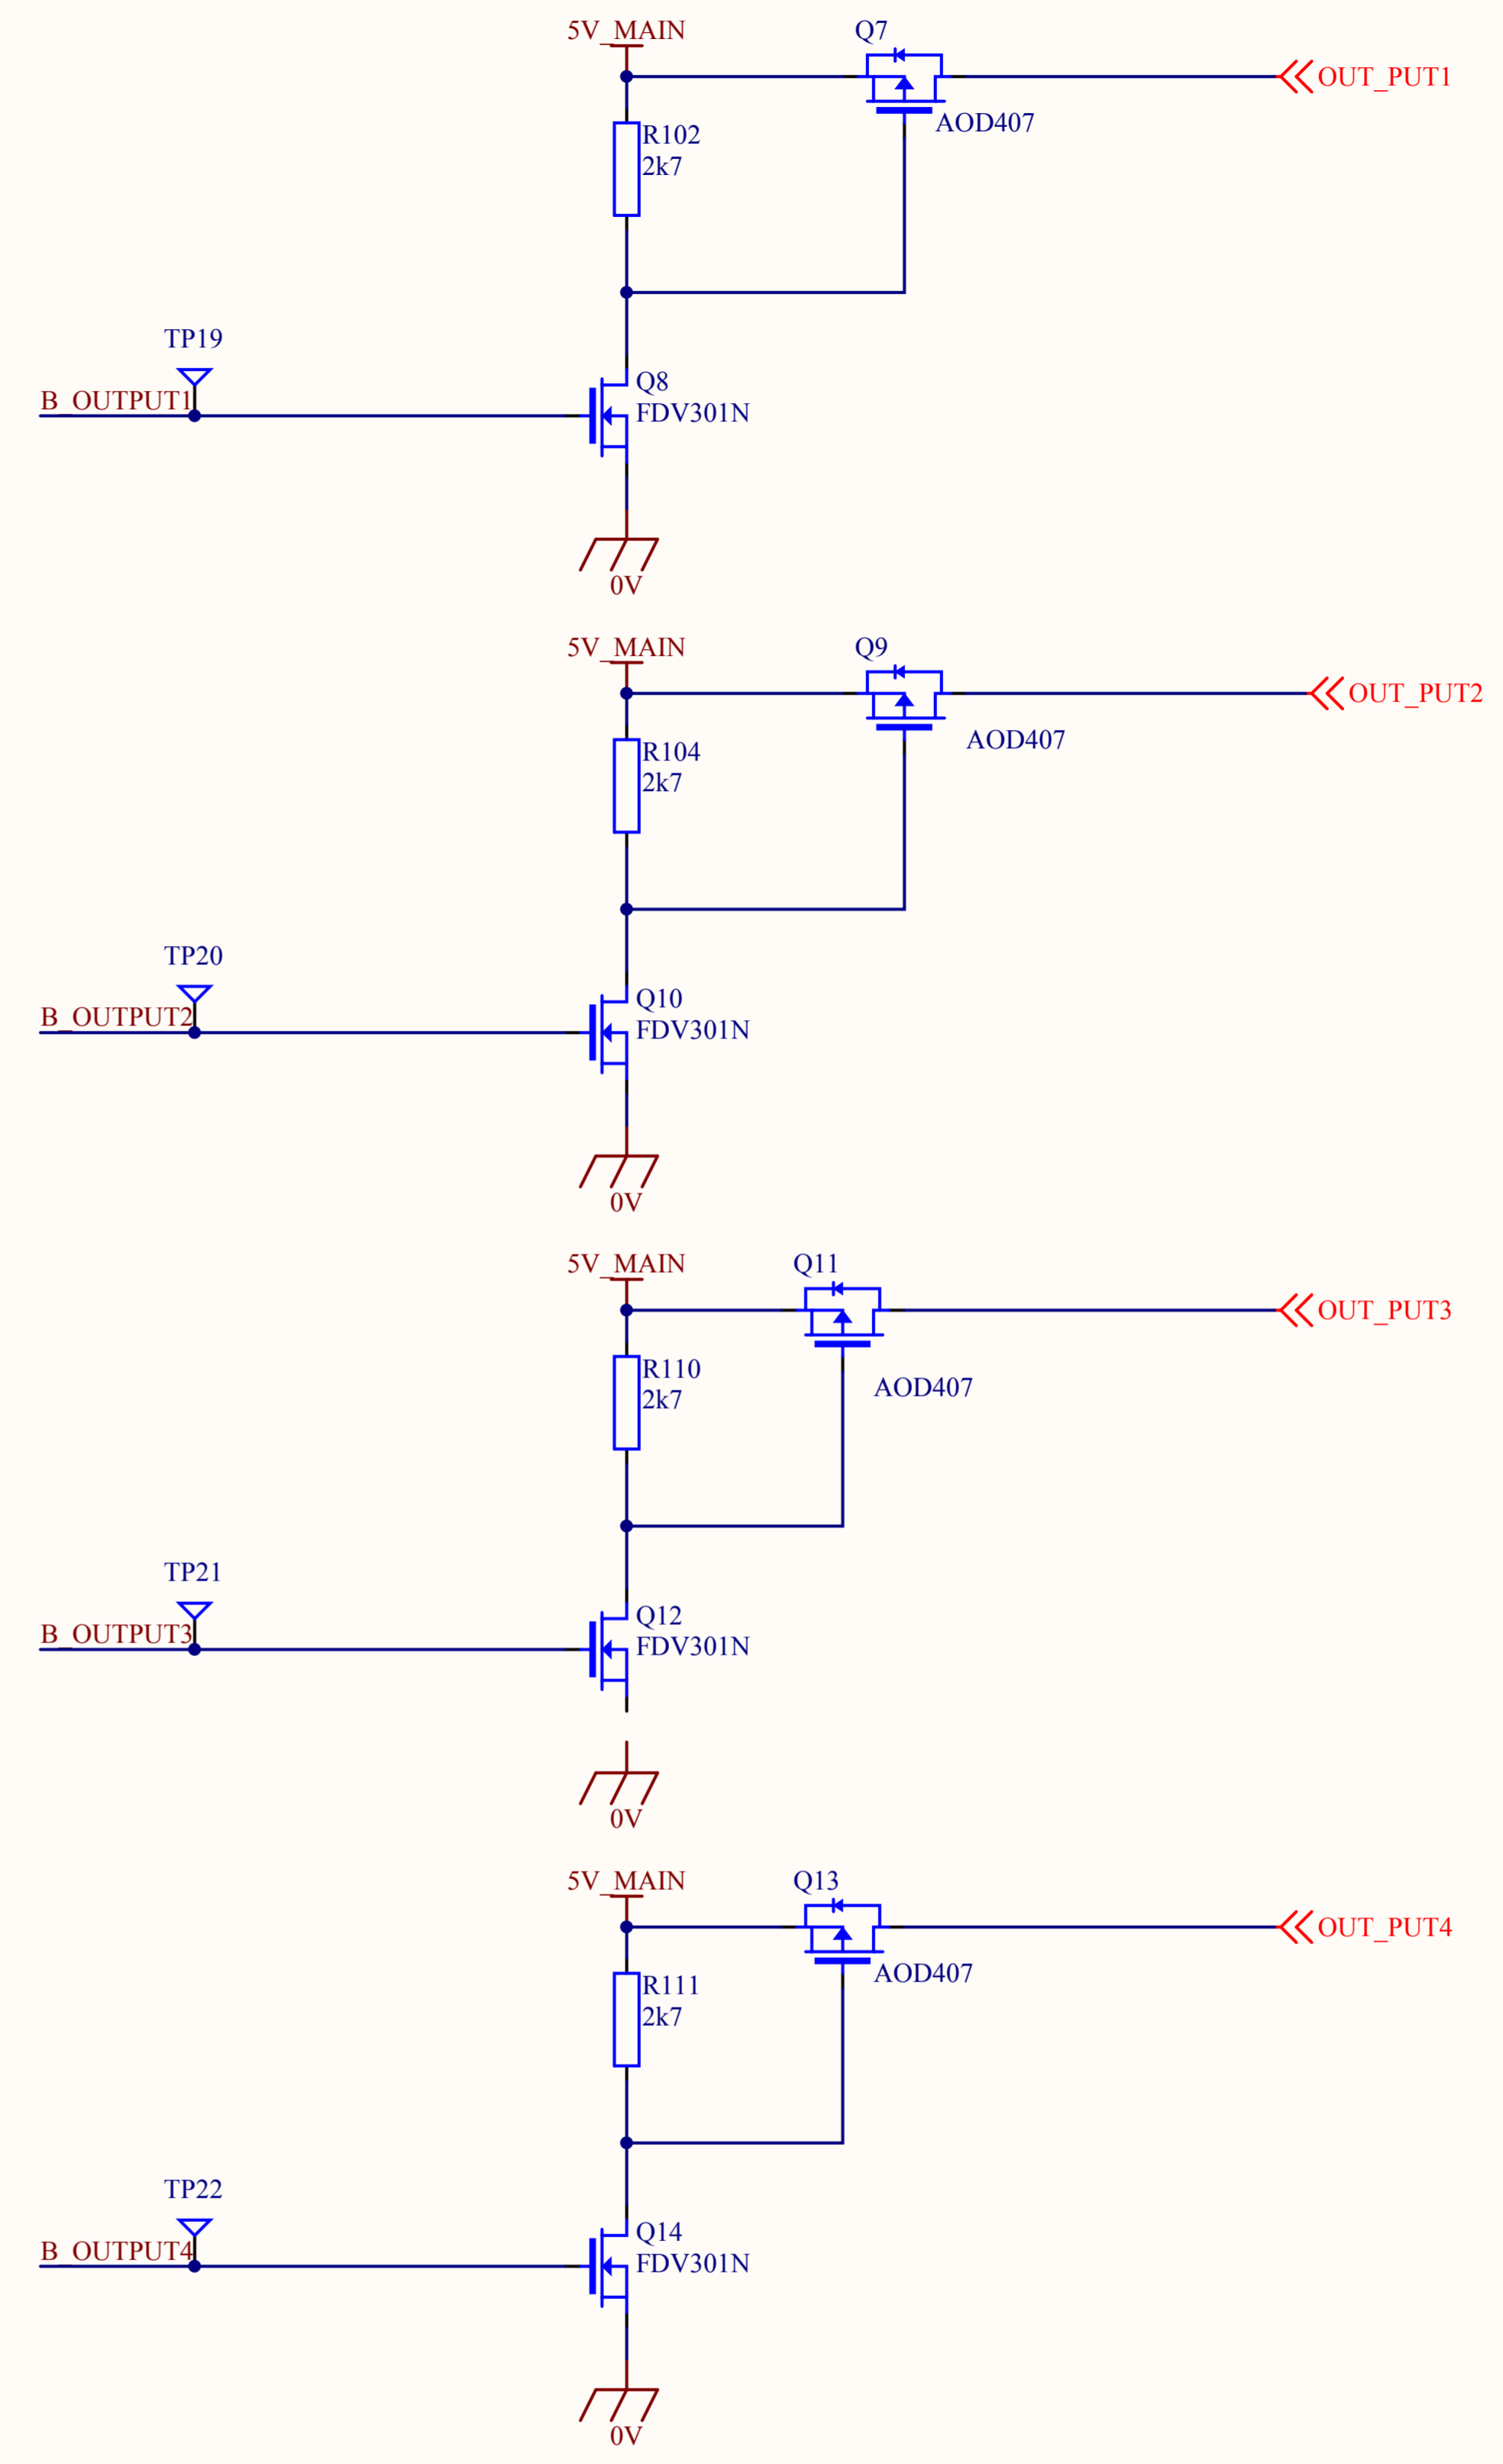 5V_MAIN
Q7
OUT_PUT1
AOD407
R102
2k7
TP19
B_OUTPUT1
Q8
FDV301N
0V
5V_MAIN
Q9
OUT_PUT2
AOD407
R104
2k7
TP20
B_OUTPUT2
Q10
FDV301N
0V
5V_MAIN
Q11
OUT_PUT3
AOD407
R110
2k7
TP21
B_OUTPUT3
Q12
FDV301N
0V
5V_MAIN
Q13
OUT_PUT4
AOD407
R111
2k7
TP22
B_OUTPUT4
Q14
FDV301N
0V